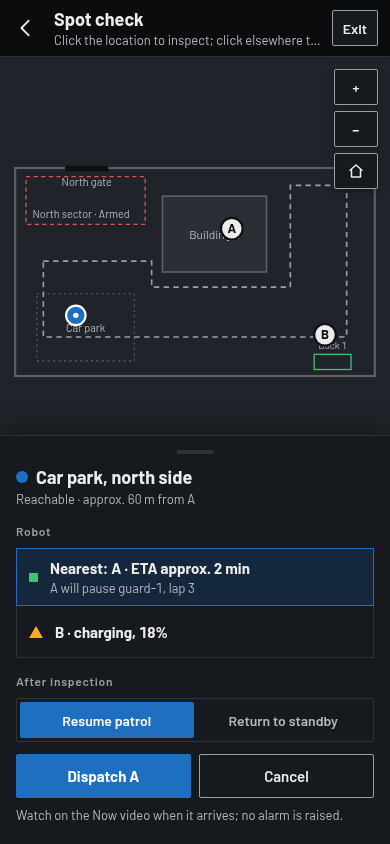 Spot check
Click the location to inspect; click elsewhere t...
Exit
+
−
North gate
North sector · Armed
A
Car park
B
Dock 1
Car park, north side
Reachable · approx. 60 m from A
Robot
Nearest: A · ETA approx. 2 min
A will pause guard-1, lap 3
B · charging, 18%
After inspection
Resume patrol
Return to standby
Dispatch A
Cancel
Watch on the Now video when it arrives; no alarm is raised.